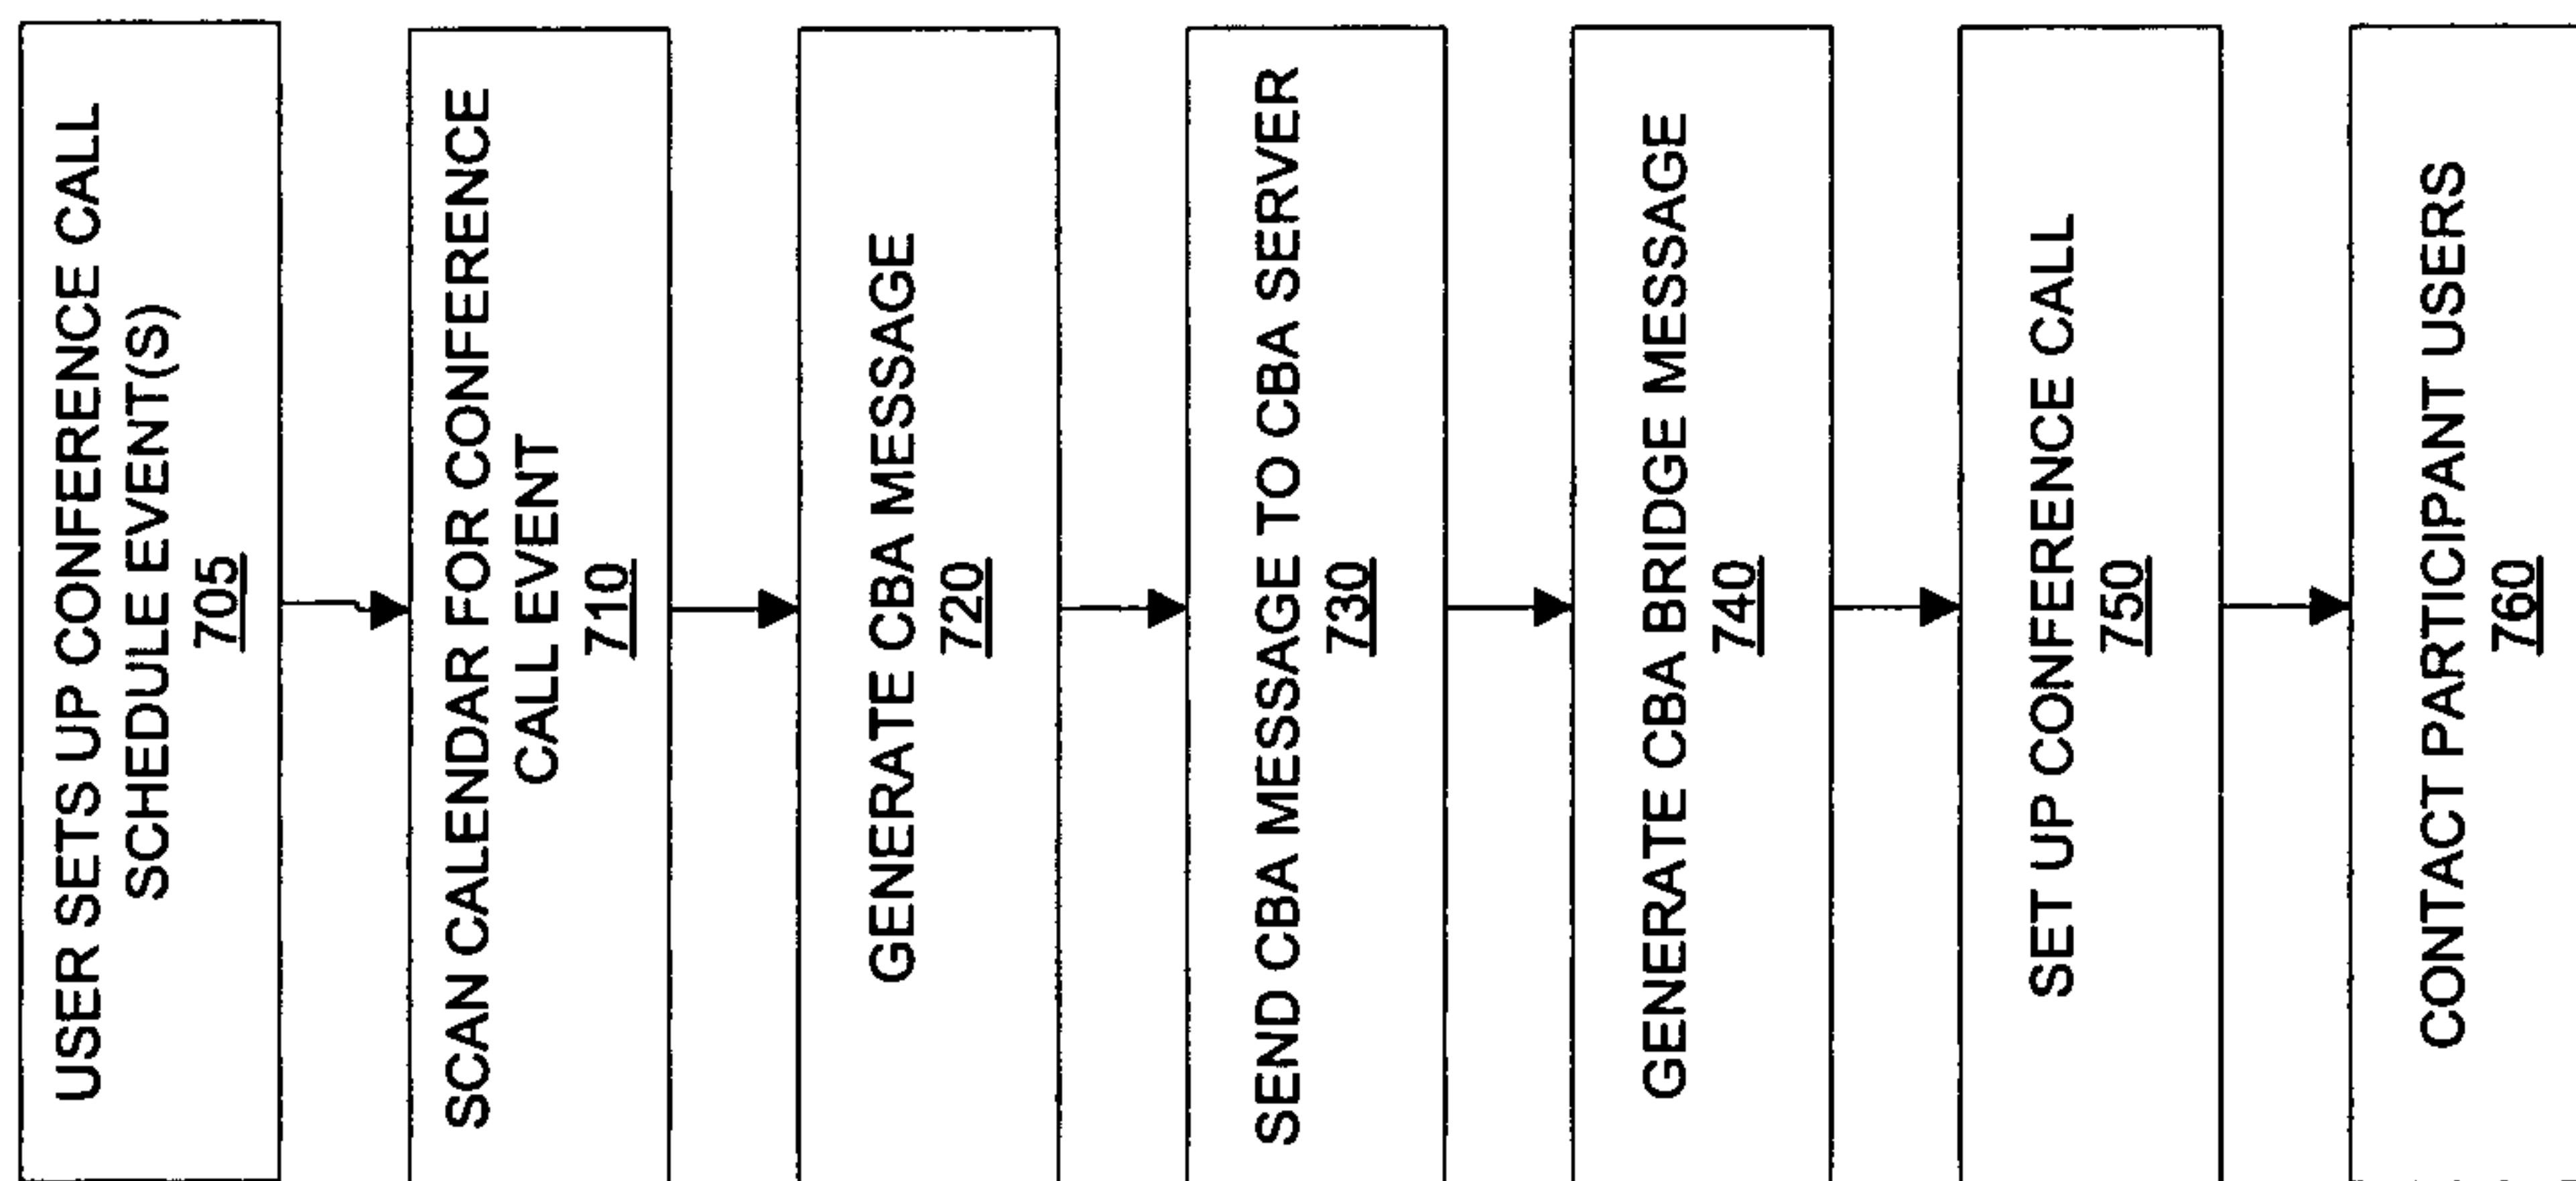 USER SETS UP CONFERENCE CALL
SCHEDULE EVENT(S)
705
SCAN CALENDAR FOR CONFERENCE
CALL EVENT
710
GENERATE CBA MESSAGE
720
SEND CBA MESSAGE TO CBA SERVER
730
GENERATE CBA BRIDGE MESSAGE
740
SET UP CONFERENCE CALL
750
CONTACT PARTICIPANT USERS
760